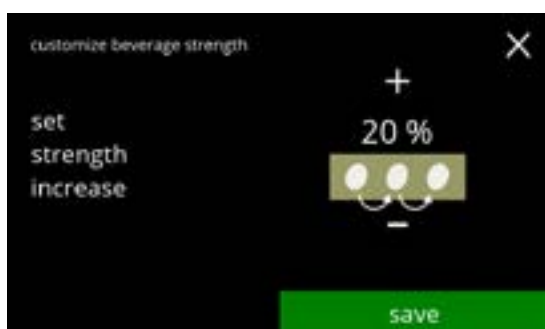 customize beverage strength
+
set
strength
increase
20 %
–
save